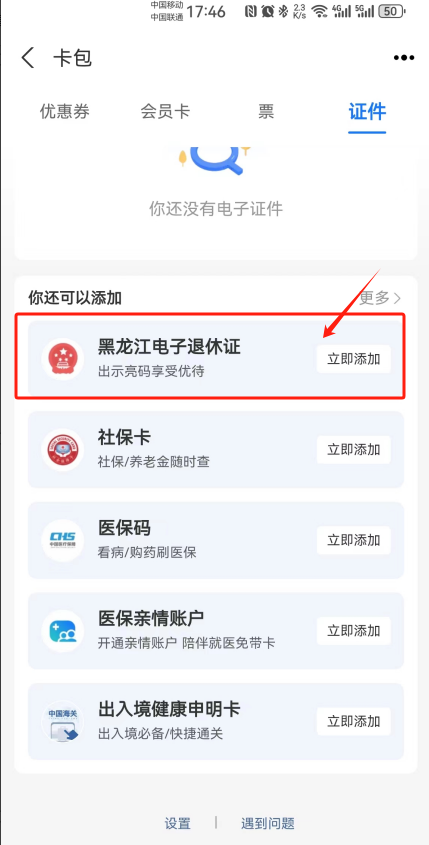 中国移动
中国联通
17:46
2.3
K/s
4G
5G
50
卡包
优惠券 会员卡 票 证件
你还没有电子证件
你还可以添加 更多
黑龙江电子退休证
出示亮码享受优待
立即添加
社保卡
社保/养老金随时查
立即添加
CHS
中国医疗保障
医保码
看病/购药刷医保
立即添加
医保亲情账户
开通亲情账户 陪伴就医免带卡
立即添加
中国海关
出入境健康申明卡
出入境必备/快捷通关
立即添加
设置 | 遇到问题